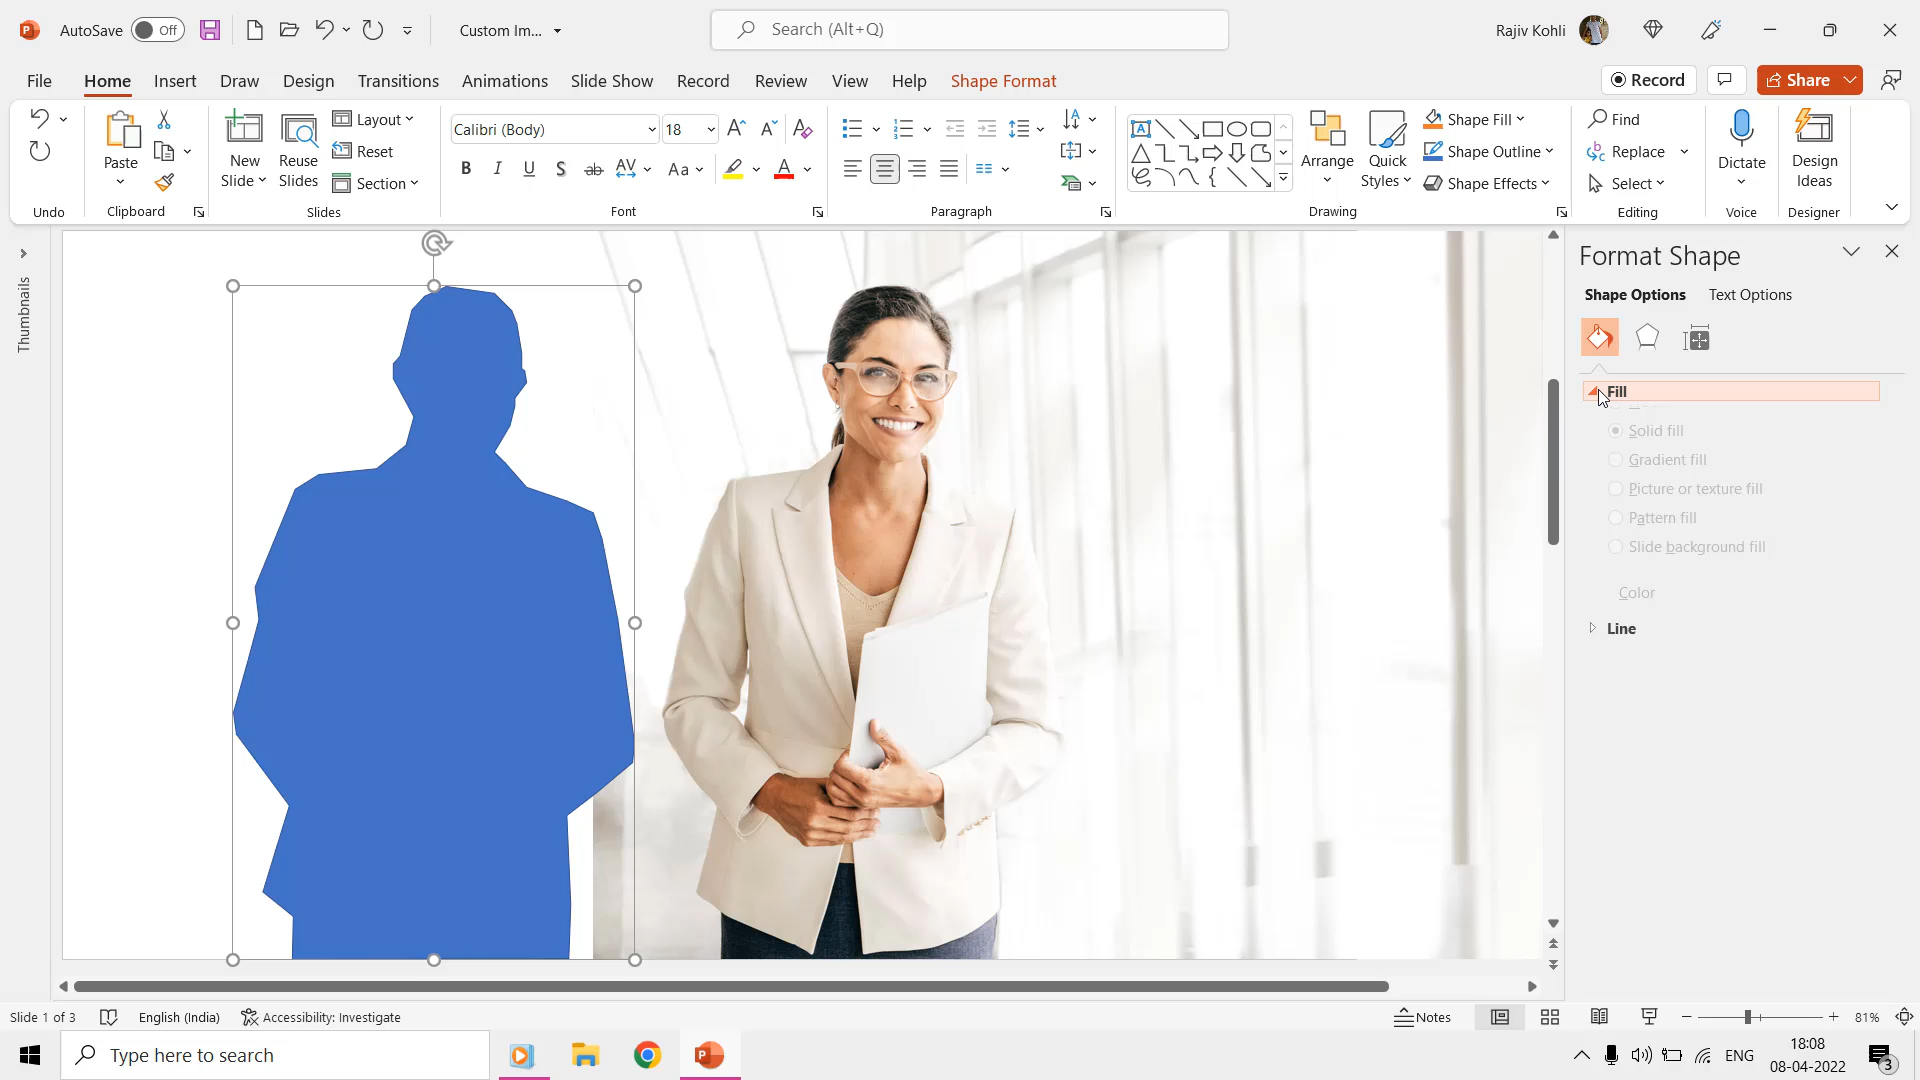 AutoSave Off Custom Im... Search (Alt+Q) Rajiv Kohli
File Home Insert Draw Design Transitions Animations Slide Show Record Review View Help Shape Format Record Share
Paste
New Slide
Reuse Slides
Layout
Reset
Section
Calibri (Body) 18
B I U S ab AV Aa A
Arrange
Quick Styles
Shape Fill
Shape Outline
Shape Effects
Find
Replace
Select
Dictate
Design Ideas
Undo Clipboard Slides Font Paragraph Drawing Editing Voice Designer
Thumbnails
Format Shape
Shape Options Text Options
Fill
Solid fill
Gradient fill
Picture or texture fill
Pattern fill
Slide background fill
Color
Line
Slide 1 of 3 English (India) Accessibility: Investigate Notes 81%
Type here to search ENG 18:08
08-04-2022 3